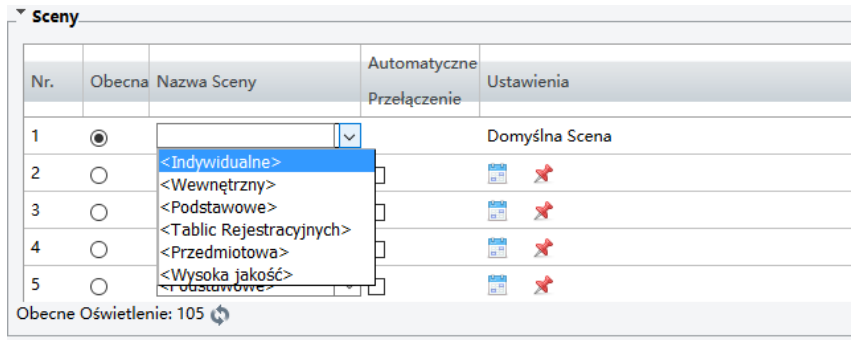 Sceny
Nr. Obecna Nazwa Sceny Automatyczne Przełączenie Ustawienia
1 Domyślna Scena
<Indywidualne>
2
<Wewnętrzny>
<Podstawowe>
3
<Tablic Rejestracyjnych>
4
<Przedmiotowa>
<Wysoka jakość>
5 <Podstawowe>
Obecne Oświetlenie: 105